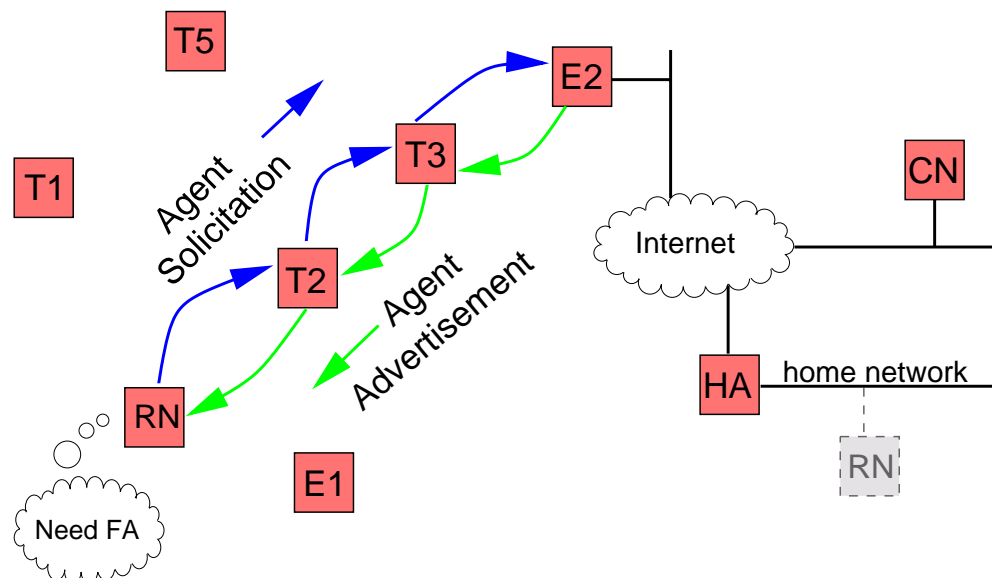 T5
E2
T3
CN
T1
Agent
Solicitation
Internet
T2
Agent
Advertisement
HA
home network
RN
RN
E1
Need FA